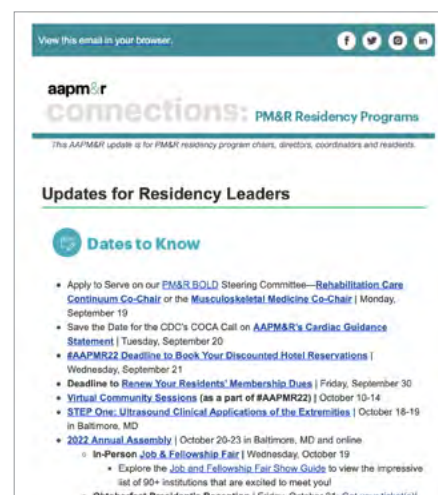 View this email in your browser.
aapm&r
connections: PM&R Residency Programs
This AAPM&R update is for PM&R residency program chairs, directors, coordinators and residents.
Updates for Residency Leaders
Dates to Know
Apply to Serve on our PM&R BOLD Steering Committee—Rehabilitation Care
Continuum Co-Chair or the Musculoskeletal Medicine Co-Chair | Monday,
September 19
Save the Date for the CDC's COCA Call on AAPM&R's Cardiac Guidance
Statement | Tuesday, September 20
#AAPMR22 Deadline to Book Your Discounted Hotel Reservations |
Wednesday, September 21
Deadline to Renew Your Residents' Membership Dues | Friday, September 30
Virtual Community Sessions (as a part of #AAPMR22) | October 10-14
STEP One: Ultrasound Clinical Applications of the Extremities | October 18-19
in Baltimore, MD
2022 Annual Assembly | October 20-23 in Baltimore, MD and online
In-Person Job & Fellowship Fair | Wednesday, October 19
Explore the Job and Fellowship Fair Show Guide to view the impressive
list of 90+ institutions that are excited to meet you!